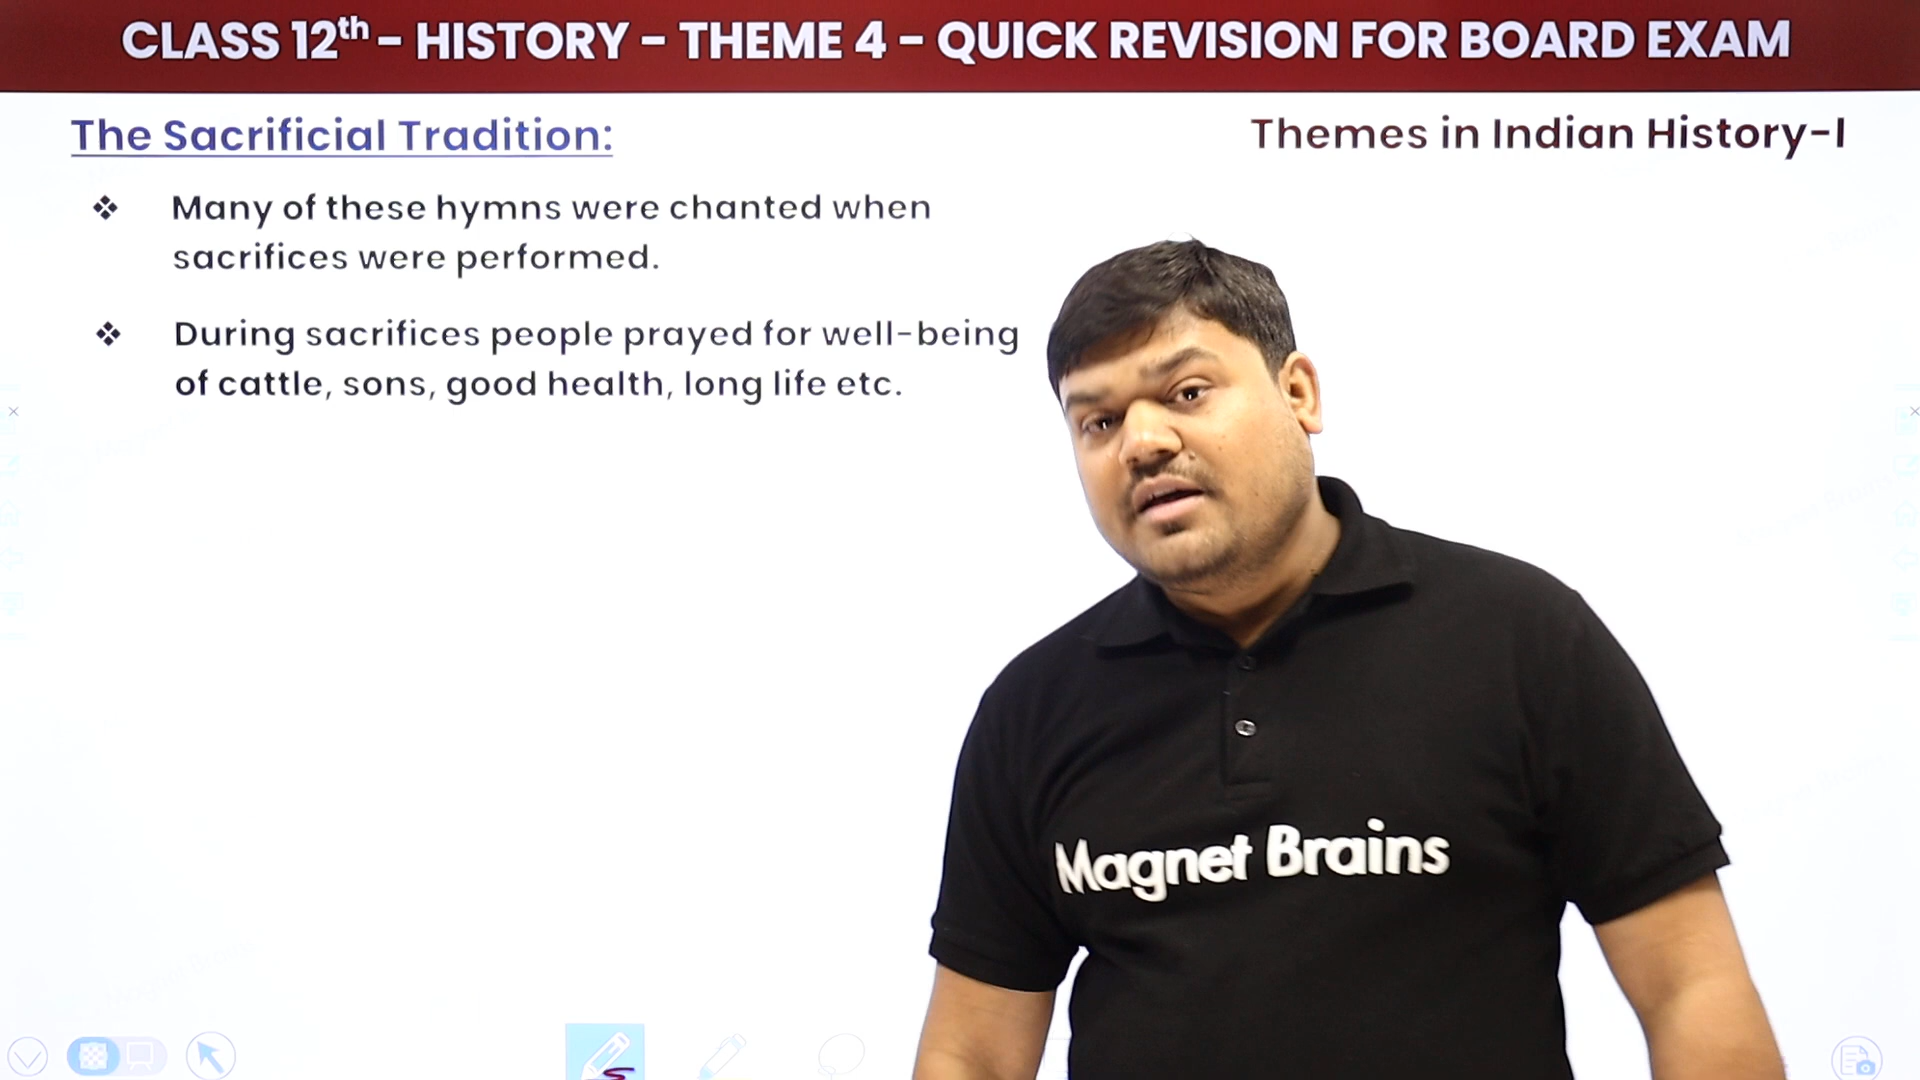 CLASS 12th - HISTORY - THEME 4 - QUICK REVISION FOR BOARD EXAM
The Sacrificial Tradition:
Themes in Indian History-I
❖ Many of these hymns were chanted when
sacrifices were performed.
❖ During sacrifices people prayed for well-being
of cattle, sons, good health, long life etc.
Magnet Brains